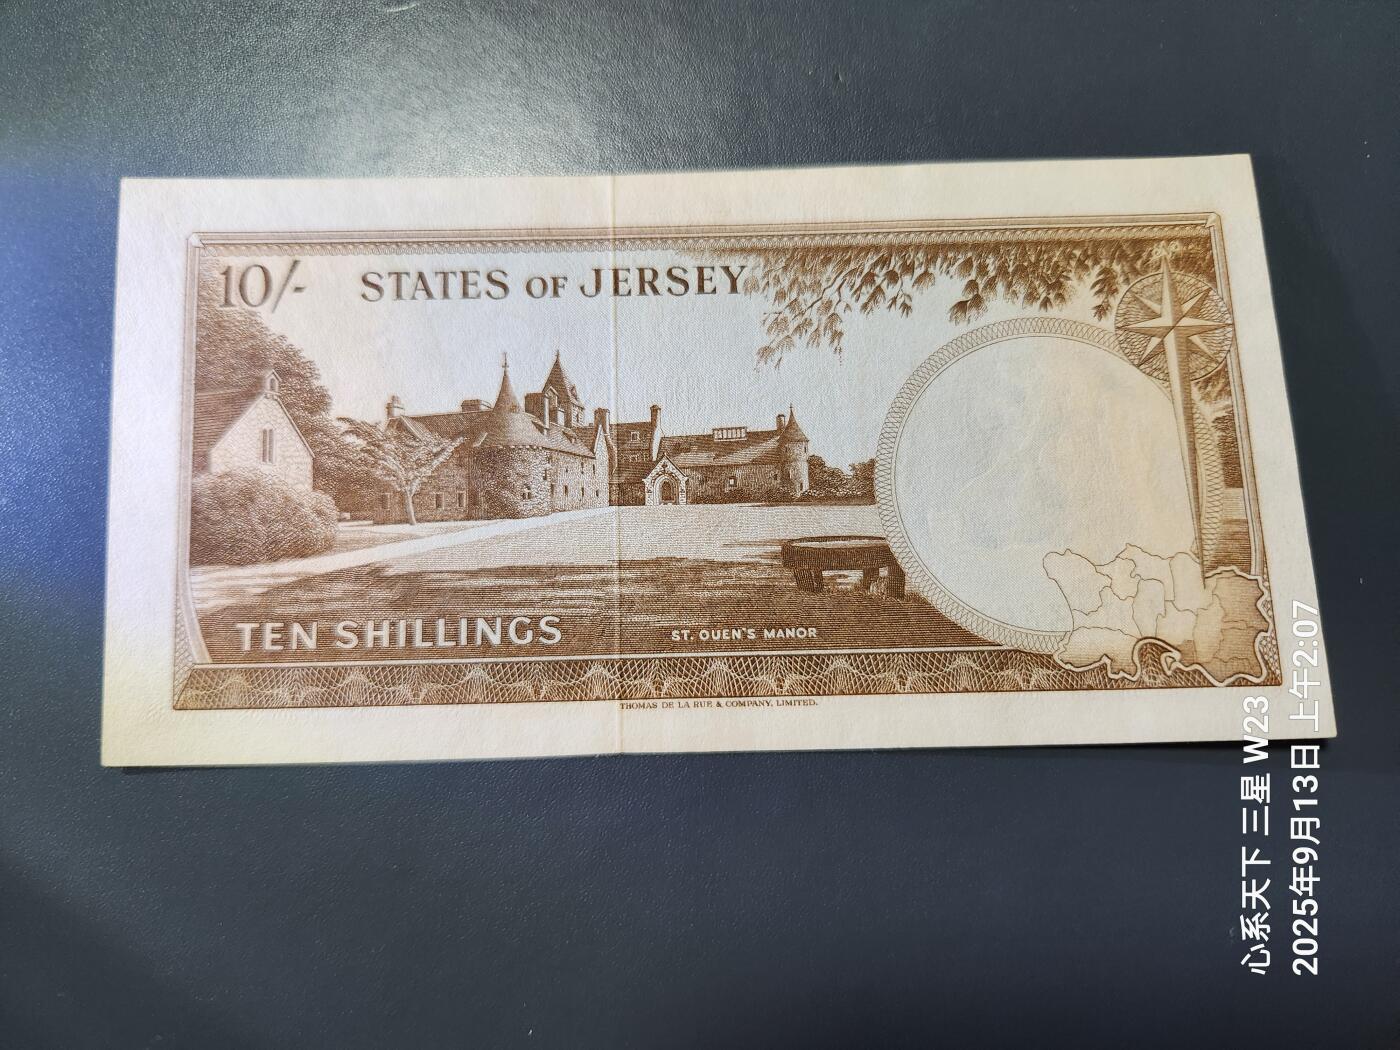 10/-
STATES OF JERSEY
TEN SHILLINGS
ST. OUEN'S MANOR
THOMAS DE LA RUE & COMPANY, LIMITED.
心系天下 三星 W23
2025年9月13日 上午2:07